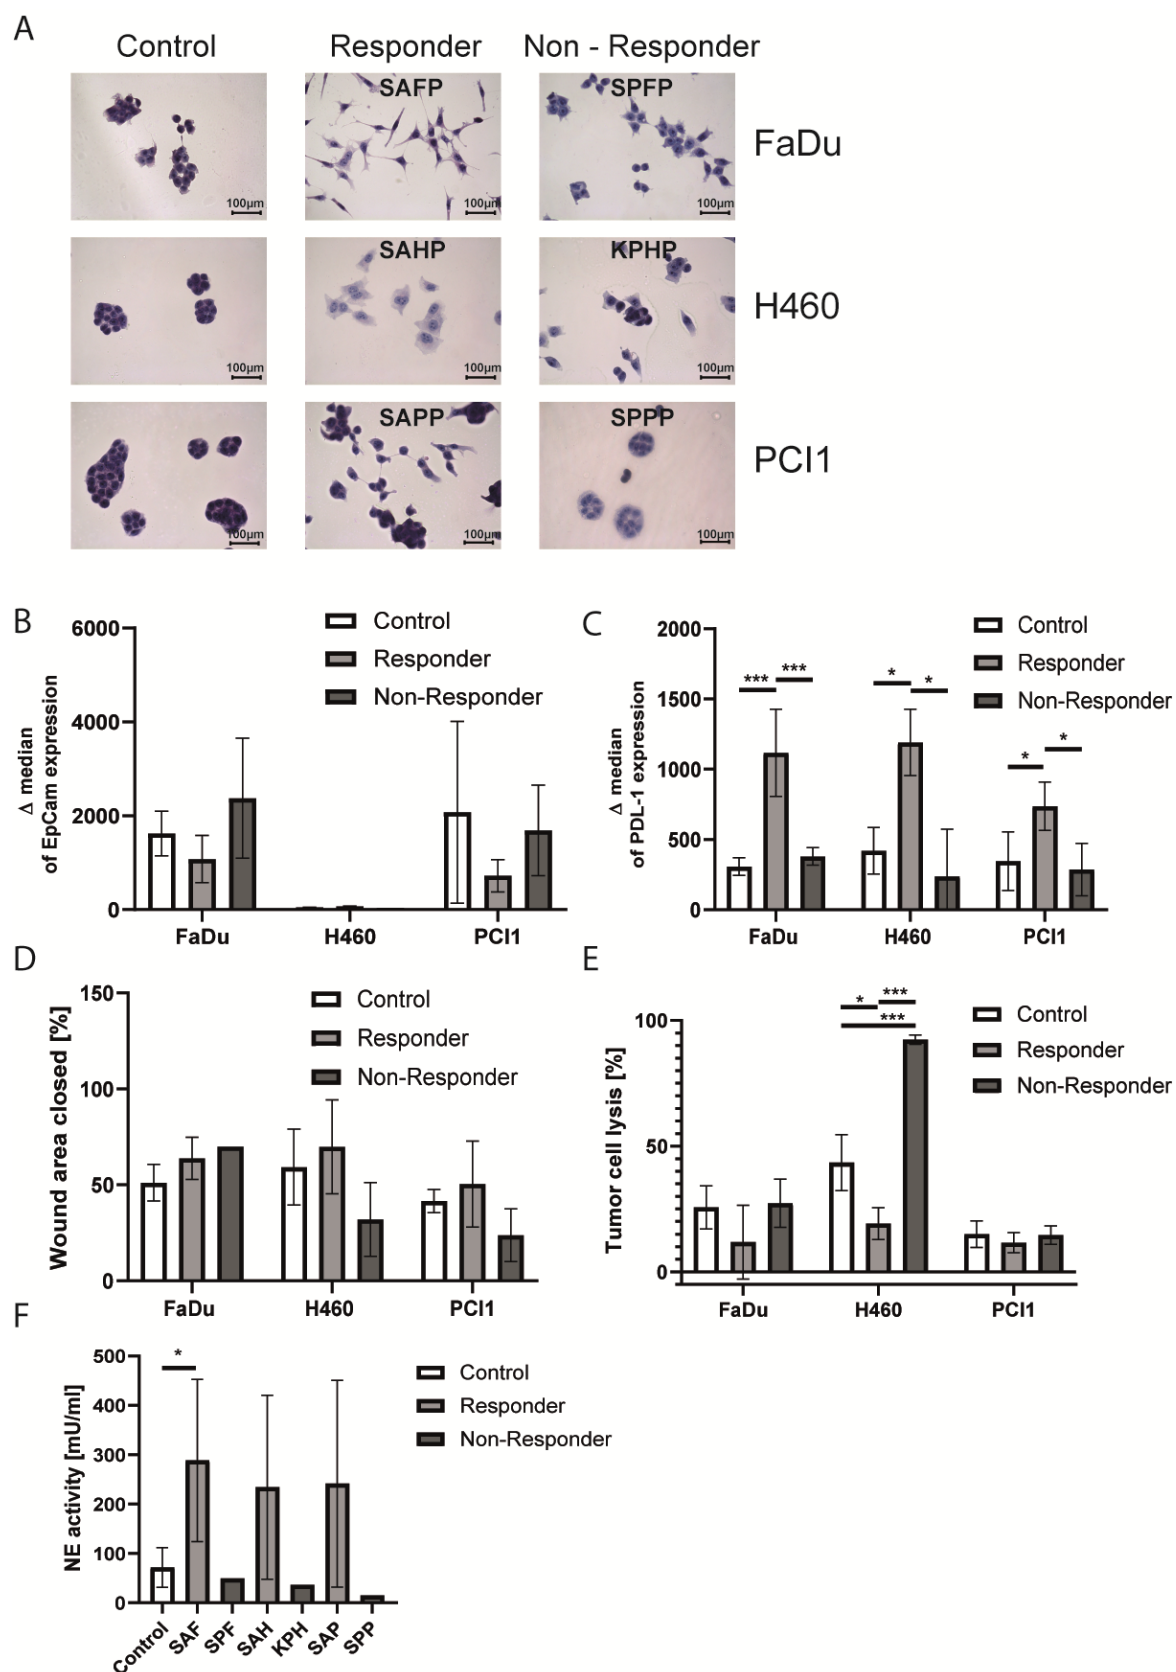 A
Control Responder Non - Responder
SAFP SPFP
FaDu
100µm 100µm 100µm
SAHP KPHP
H460
100µm 100µm 100µm
SAPP SPPP
PCI1
100µm 100µm 100µm
B
Control
Responder
Non-Responder
Δ median
of EpCam expression
6000
4000
2000
0
FaDu H460 PCI1
C
Control
Responder
Non-Responder
Δ median
of PDL-1 expression
2000
1500
1000
500
0
*** *** * * * *
FaDu H460 PCI1
D
Control
Responder
Non-Responder
Wound area closed [%]
150
100
50
0
FaDu H460 PCI1
E
Control
Responder
Non-Responder
Tumor cell lysis [%]
100
50
0
* ***
***
FaDu H460 PCI1
F
Control
Responder
Non-Responder
NE activity [mU/ml]
500
400
300
200
100
0
*
Control SAF SPF SAH KPH SAP SPP